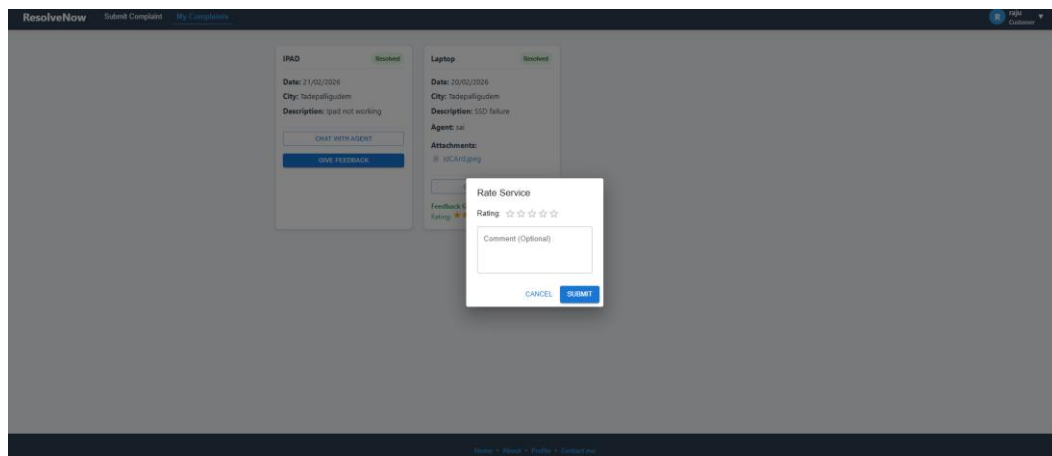 ResolveNow Submit Complaint My Complaints
R raju
Customer
IPAD Resolved
Date: 21/02/2026
City: Tadepalligudem
Description: Ipad not working
CHAT WITH AGENT
GIVE FEEDBACK
Laptop Resolved
Date: 20/02/2026
City: Tadepalligudem
Description: SSD failure
Agent: sai
Attachments:
idCArd.jpeg
Feedback
Rating:
Rate Service
Rating:
Comment (Optional)
CANCEL SUBMIT
Home • About • Profile • Contact me